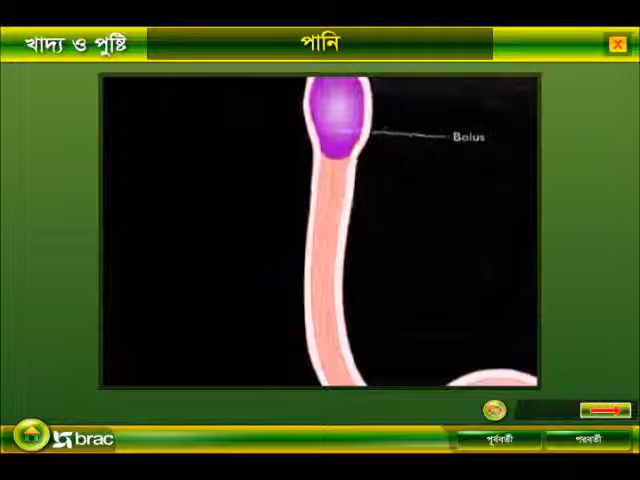 খাদ্য ও পুষ্টি
পানি
X
Bolus
brac
পূর্ববর্তী
পরবর্তী